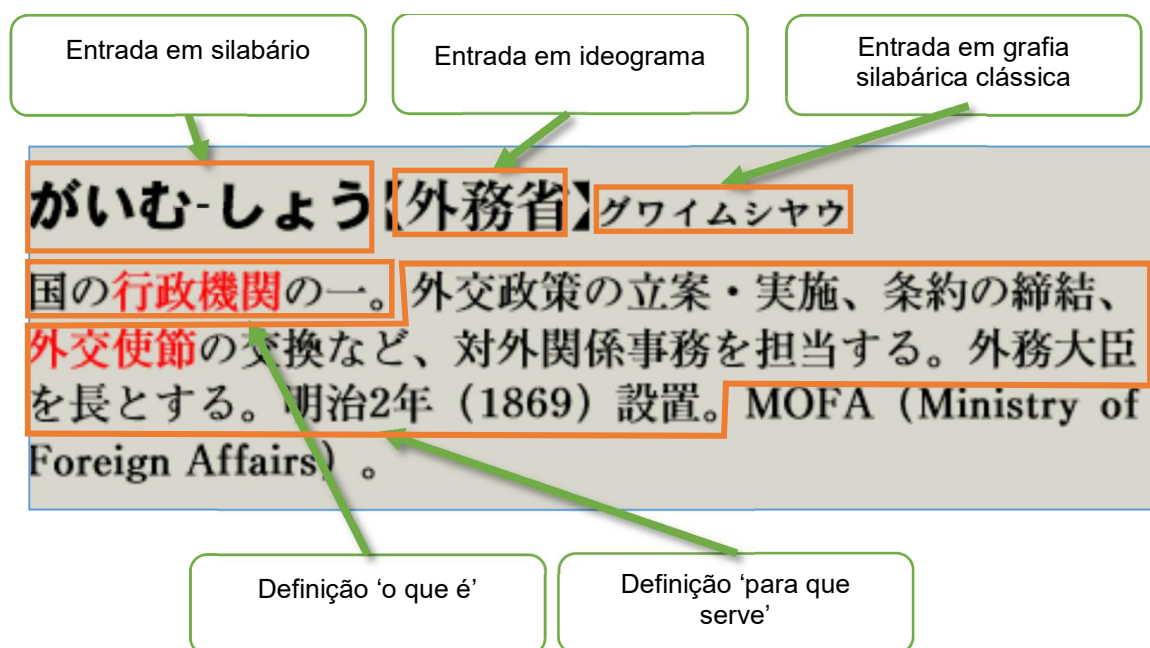 Entrada em silabário
Entrada em ideograma
Entrada em grafia
silabárica clássica
がいむ-しょう【外務省】グワイムシヤウ
国の行政機関の一。外交政策の立案・実施、条約の締結、
外交使節の交換など、対外関係事務を担当する。外務大臣
を長とする。明治2年（1869）設置。MOFA（Ministry of
Foreign Affairs）。
Definição ‘o que é’
Definição ‘para que
serve’